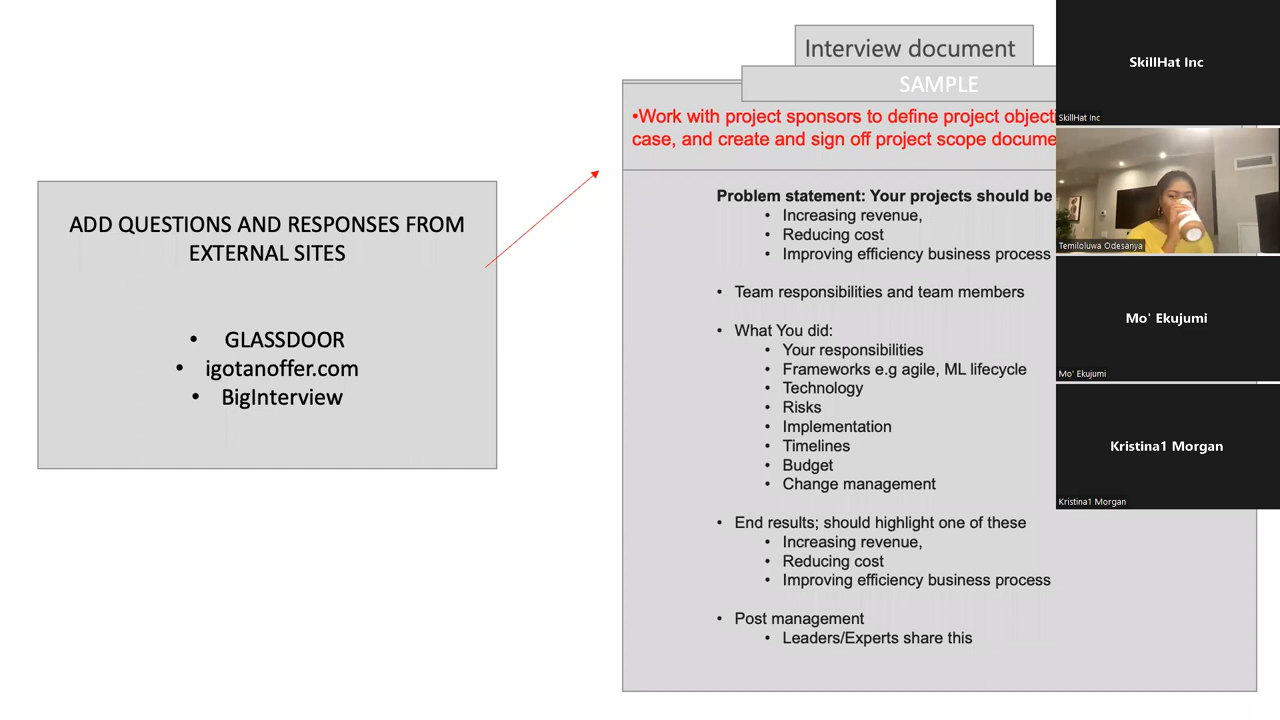 Interview document
SAMPLE
•Work with project sponsors to define project
case, and create and sign off project scope
Problem statement: Your projects should be
• Increasing revenue,
• Reducing cost
• Improving efficiency business process
• Team responsibilities and team members
• What You did:
• Your responsibilities
• Frameworks e.g agile, ML lifecycle
• Technology
• Risks
• Implementation
• Timelines
• Budget
• Change management
• End results; should highlight one of these
• Increasing revenue,
• Reducing cost
• Improving efficiency business process
• Post management
• Leaders/Experts share this
ADD QUESTIONS AND RESPONSES FROM
EXTERNAL SITES
• GLASSDOOR
• igotanoffer.com
• BigInterview
SkillHat Inc
SkillHat Inc
Temiloluwa Odesanya
Mo' Ekujumi
Mo' Ekujumi
Kristina1 Morgan
Kristina1 Morgan